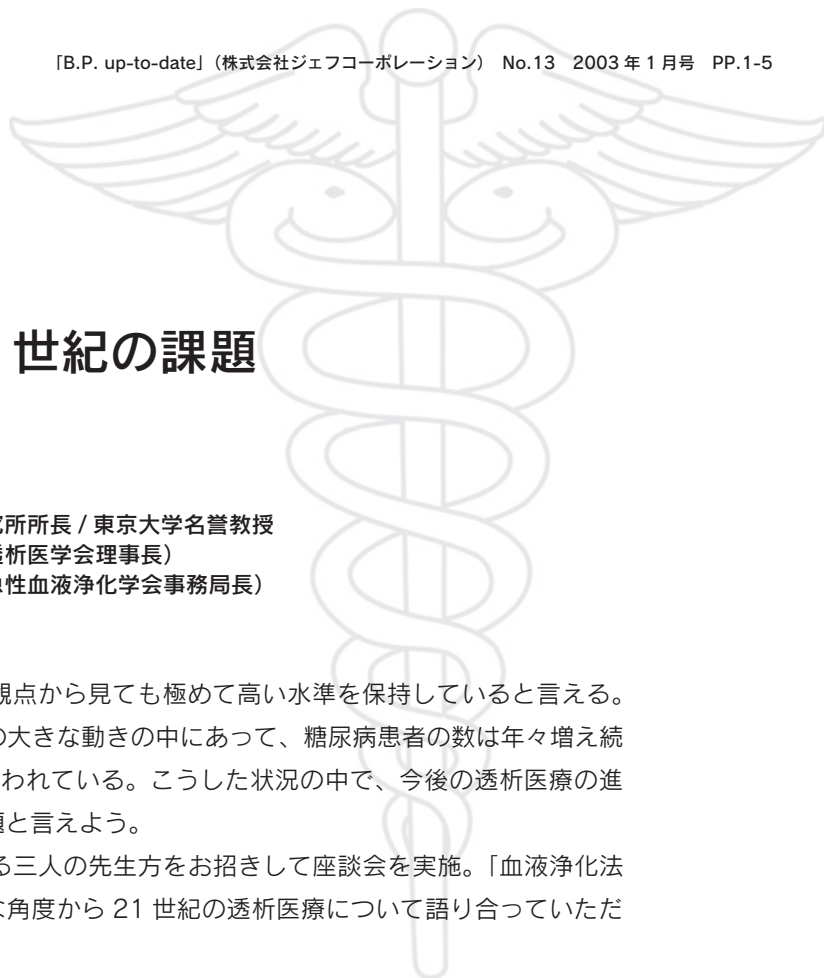 「B.P. up-to-date」（株式会社ジェフコーポレーション） No.13　2003年1月号　PP.1-5
世紀の課題
所所長 / 東京大学名誉教授
析医学会理事長）
性血液浄化学会事務局長）
観点から見ても極めて高い水準を保持していると言える。
の大きな動きの中にあって、糖尿病患者の数は年々増え続
われている。こうした状況の中で、今後の透析医療の進
題と言えよう。
る三人の先生方をお招きして座談会を実施。「血液浄化法
な角度から 21 世紀の透析医療について語り合っていただ